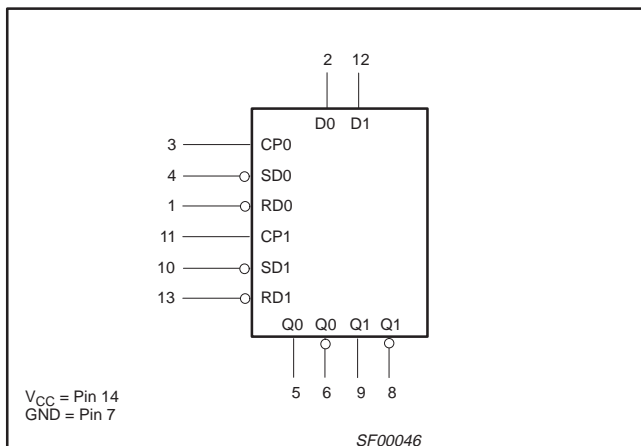 2 12
D0 D1
3 CP0
4 SD0
1 RD0
11 CP1
10 SD1
13 RD1
Q0 Q0 Q1 Q1
5 6 9 8
VCC = Pin 14
GND = Pin 7
SF00046